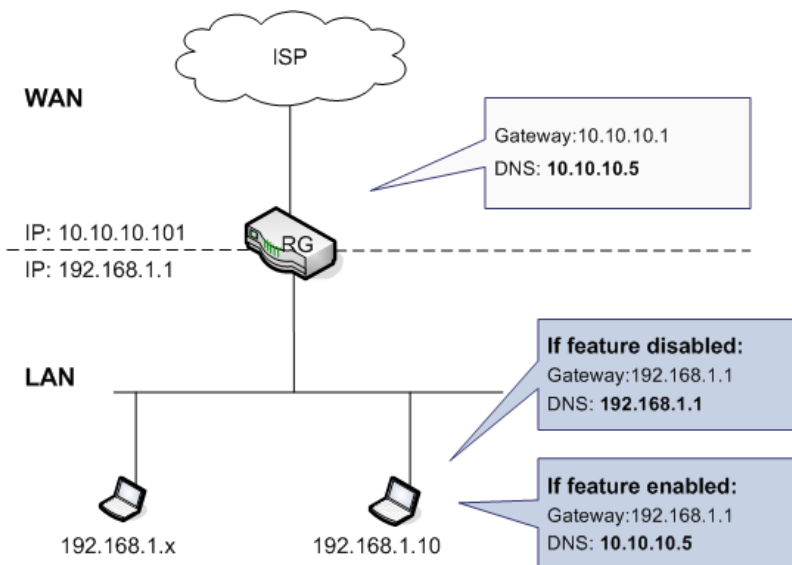 ISP
WAN
Gateway:10.10.10.1
DNS: 10.10.10.5
IP: 10.10.10.101
RG
IP: 192.168.1.1
If feature disabled:
Gateway:192.168.1.1
DNS: 192.168.1.1
LAN
If feature enabled:
Gateway:192.168.1.1
DNS: 10.10.10.5
192.168.1.x
192.168.1.10